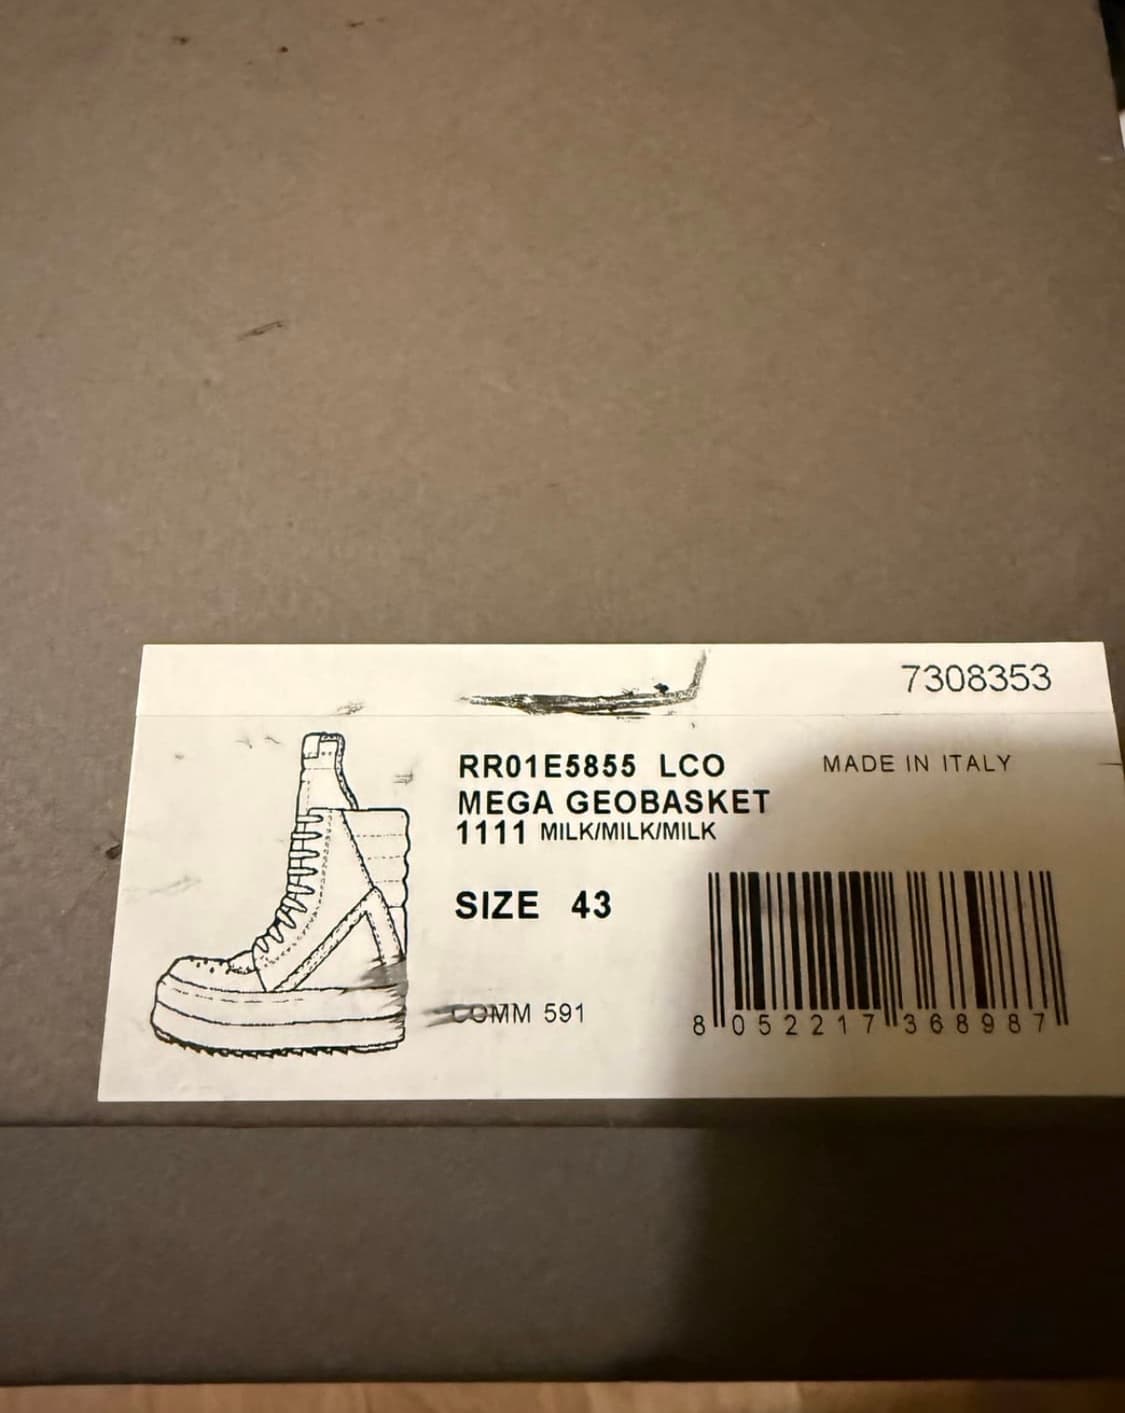 7308353
RR01E5855 LCO
MADE IN ITALY
MEGA GEOBASKET
1111 MILK/MILK/MILK
SIZE 43
COMM 591
8 052217 368987